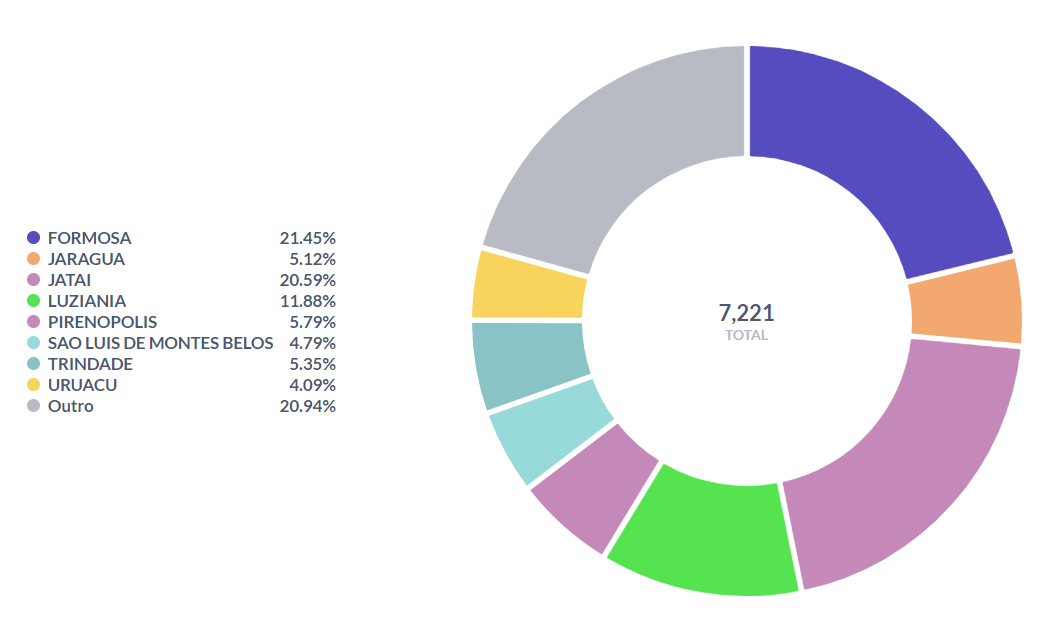 FORMOSA 21.45%
JARAGUA 5.12%
JATAI 20.59%
LUZIANIA 11.88%
PIRENOPOLIS 5.79%
SAO LUIS DE MONTES BELOS 4.79%
TRINDADE 5.35%
URUACU 4.09%
Outro 20.94%
7,221
TOTAL